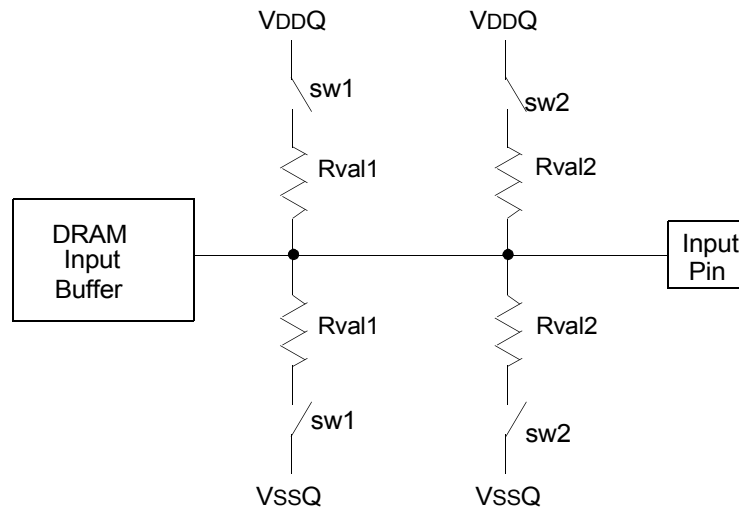 VDDQ
VDDQ
sw1
sw2
Rval1
Rval2
DRAM
Input
Buffer
Input
Pin
Rval1
Rval2
sw1
sw2
VSSQ
VSSQ